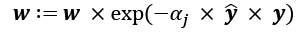 w := w × exp(−αⱼ × ŷ × y)